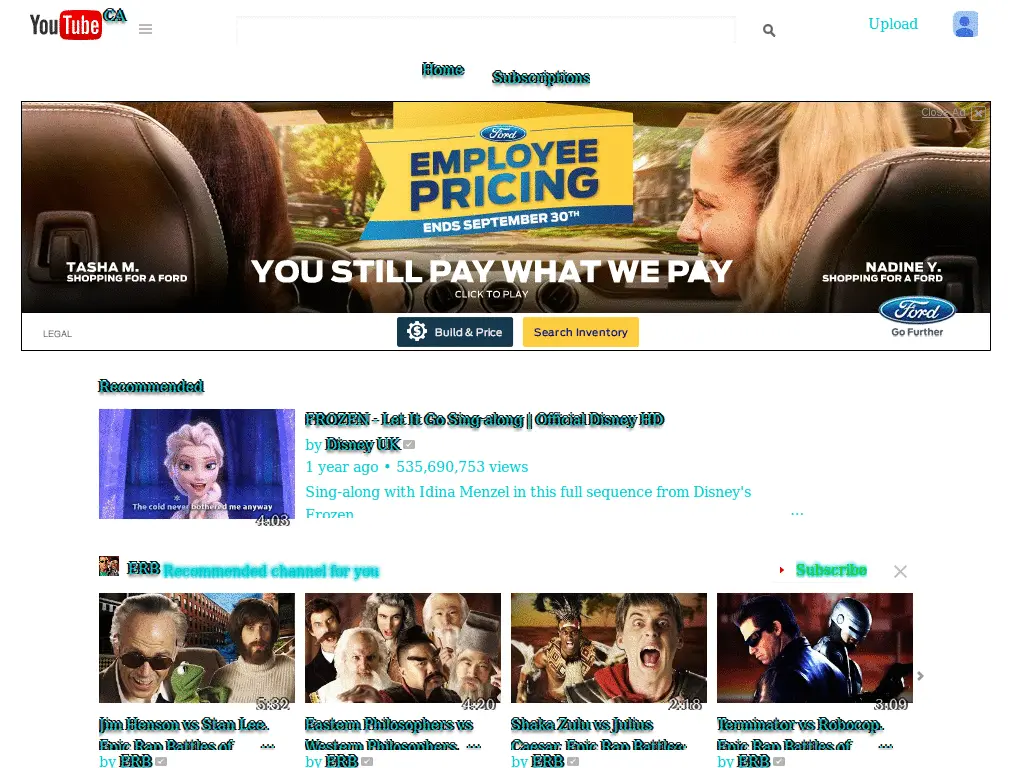 YouTube CA
Upload
Home
Subscriptions
Close Ad
Ford
EMPLOYEE
PRICING
ENDS SEPTEMBER 30TH
TASHA M.
SHOPPING FOR A FORD
YOU STILL PAY WHAT WE PAY
CLICK TO PLAY
NADINE Y.
SHOPPING FOR A FORD
LEGAL
Build & Price
Search Inventory
Ford
Go Further
Recommended
FROZEN - Let It Go Sing-along | Official Disney HD
by Disney UK
1 year ago • 535,690,753 views
Sing-along with Idina Menzel in this full sequence from Disney's
Frozen ...
The cold never bothered me anyway
4:03
ERB Recommended channel for you
Subscribe
5:32
4:20
2:18
3:09
Jim Henson vs Stan Lee.
Epic Rap Battles of ...
by ERB
Eastern Philosophers vs
Western Philosophers. ...
by ERB
Shaka Zulu vs Julius
Caesar. Epic Rap Battles ...
by ERB
Terminator vs Robocop.
Epic Rap Battles of ...
by ERB